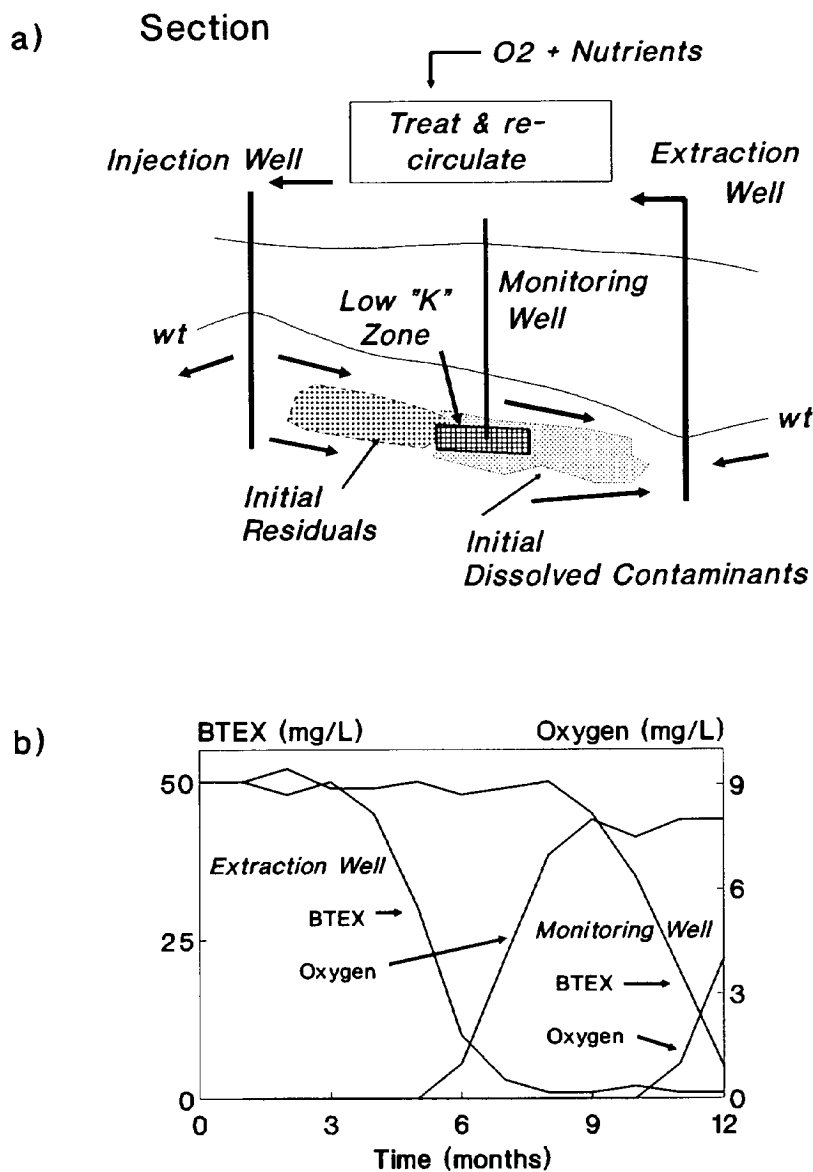 a)
Section
O2 + Nutrients
Treat & re-
circulate
Injection Well
Extraction
Well
Low "K"
Zone
Monitoring
Well
wt
wt
Initial
Residuals
Initial
Dissolved Contaminants
b)
BTEX (mg/L)
Oxygen (mg/L)
50
25
0
9
6
3
0
Extraction Well
BTEX
Oxygen
Monitoring Well
BTEX
Oxygen
0 3 6 9 12
Time (months)